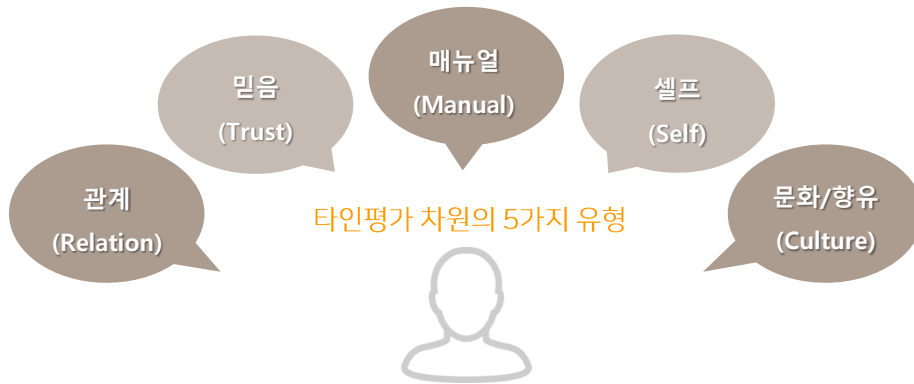 관계
(Relation)
믿음
(Trust)
매뉴얼
(Manual)
셀프
(Self)
문화/향유
(Culture)
타인평가 차원의 5가지 유형